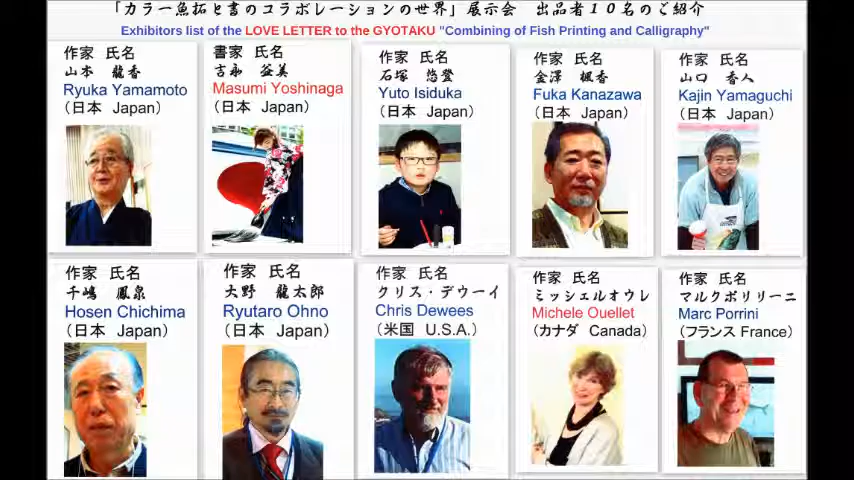 「カラー魚拓と書のコラボレーションの世界」展示会　出品者１０名のご紹介
Exhibitors list of the LOVE LETTER to the GYOTAKU "Combining of Fish Printing and Calligraphy"
作家　氏名
山本　龍香
Ryuka Yamamoto
（日本　Japan）
書家　氏名
吉永　益美
Masumi Yoshinaga
（日本　Japan）
作家　氏名
石塚　悠登
Yuto Isiduka
（日本　Japan）
作家　氏名
金澤　楓香
Fuka Kanazawa
（日本　Japan）
作家　氏名
山口　香人
Kajin Yamaguchi
（日本　Japan）
作家　氏名
千嶋　鳳泉
Hosen Chichima
（日本　Japan）
作家　氏名
大野　龍太郎
Ryutaro Ohno
（日本　Japan）
作家　氏名
クリス・デウーイ
Chris Dewees
（米国　U.S.A.）
作家　氏名
ミッシェルオウレ
Michele Ouellet
（カナダ　Canada）
作家　氏名
マルクポリリーニ
Marc Porrini
（フランス France）